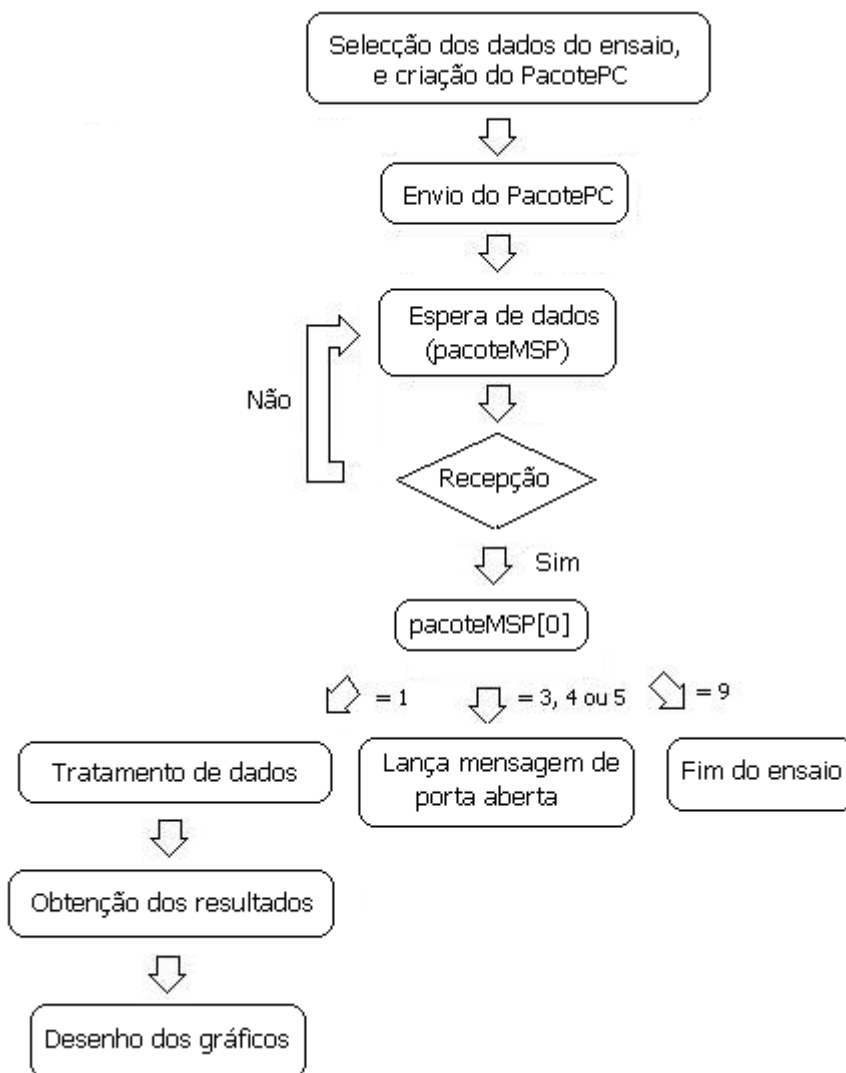 Selecção dos dados do ensaio,
e criação do PacotePC
Envio do PacotePC
Espera de dados
(pacoteMSP)
Não
Recepção
Sim
pacoteMSP[0]
= 1
= 3, 4 ou 5
= 9
Tratamento de dados
Lança mensagem de
porta aberta
Fim do ensaio
Obtenção dos resultados
Desenho dos gráficos